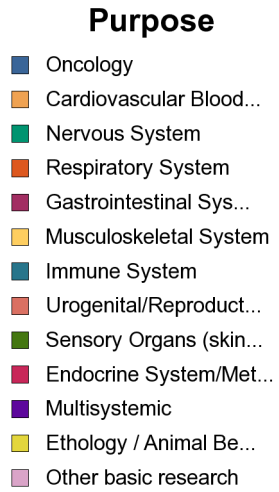 Purpose
Oncology
Cardiovascular Blood...
Nervous System
Respiratory System
Gastrointestinal Sys...
Musculoskeletal System
Immune System
Urogenital/Reproduct...
Sensory Organs (skin...
Endocrine System/Met...
Multisystemic
Ethology / Animal Be...
Other basic research